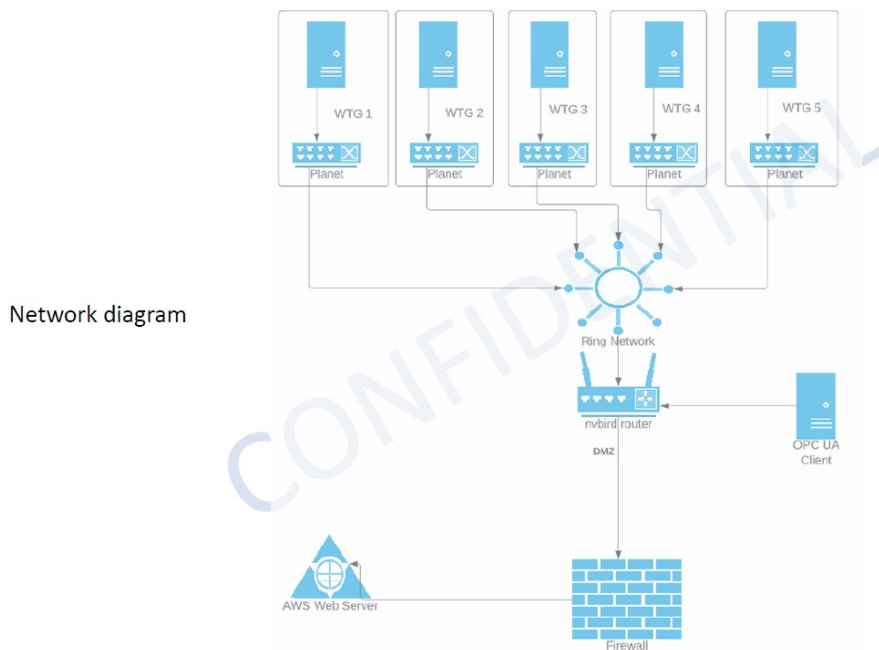 WTG 1
WTG 2
WTG 3
WTG 4
WTG 5
Planet
Planet
Planet
Planet
Planet
CONFIDENTIAL
Network diagram
Ring Network
nvbird router
OPC UA
Client
DMZ
AWS Web Server
Firewall